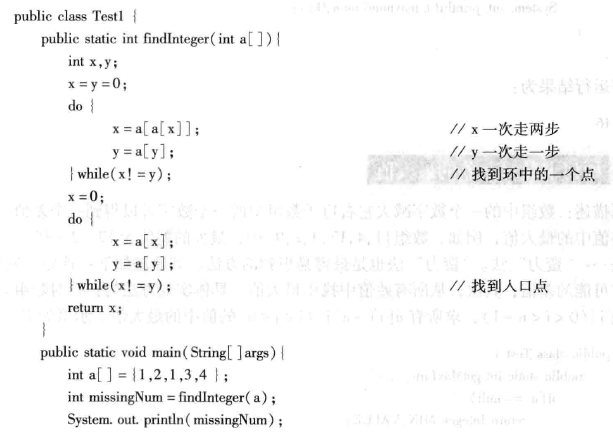 public class Test1 {
public static int findInteger(int a[]){
int x,y;
x=y=0;
do {
x=a[a[x]]; // x 一次走两步
y=a[y]; // y 一次走一步
}while(x!=y); // 找到环中的一个点
x=0;
do {
x=a[x];
y=a[y];
}while(x!=y); // 找到入口点
return x;
}
public static void main(String[]args){
int a[]={1,2,1,3,4 };
int missingNum=findInteger(a);
System. out. println(missingNum);